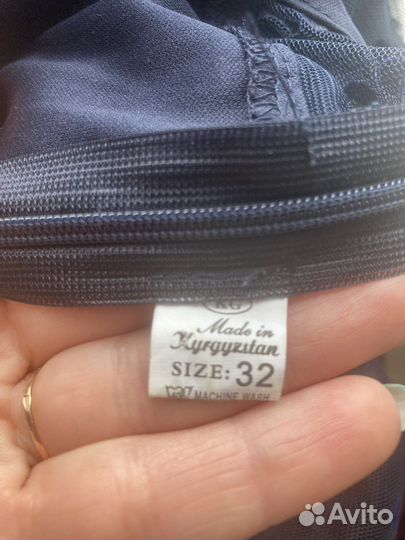 KG
Made in
Kyrgyzstan
SIZE: 32
MACHINE WASH
Avito